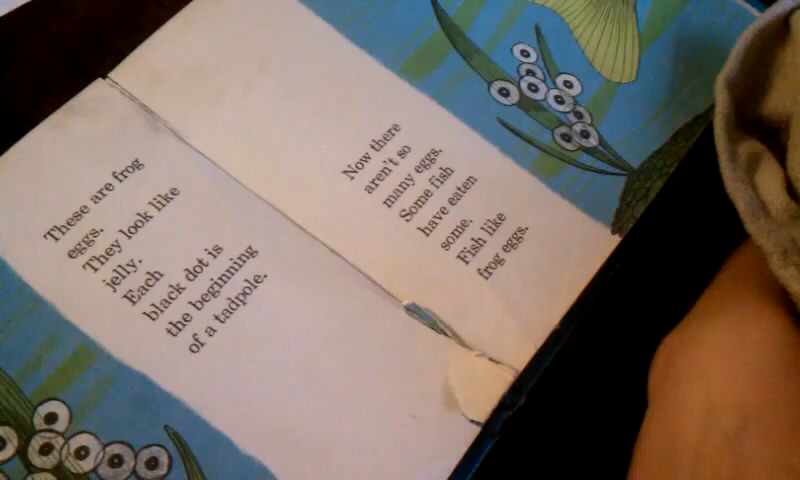 These are frog
eggs.
They look like
jelly.
Each
black dot is
the beginning
of a tadpole.
Now there
aren't so
many eggs.
Some fish
have eaten
some.
Fish like
frog eggs.